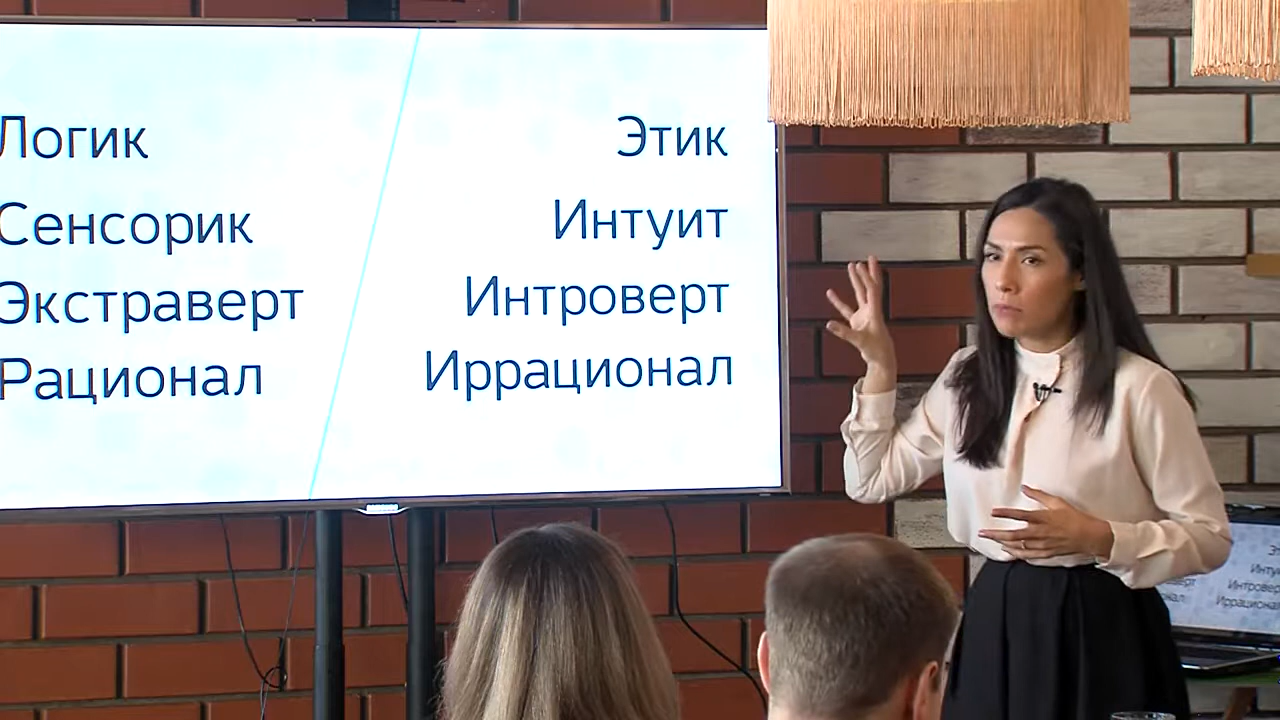 Логик
Этик
Сенсорик
Интуит
Экстраверт
Интроверт
Рационал
Иррационал